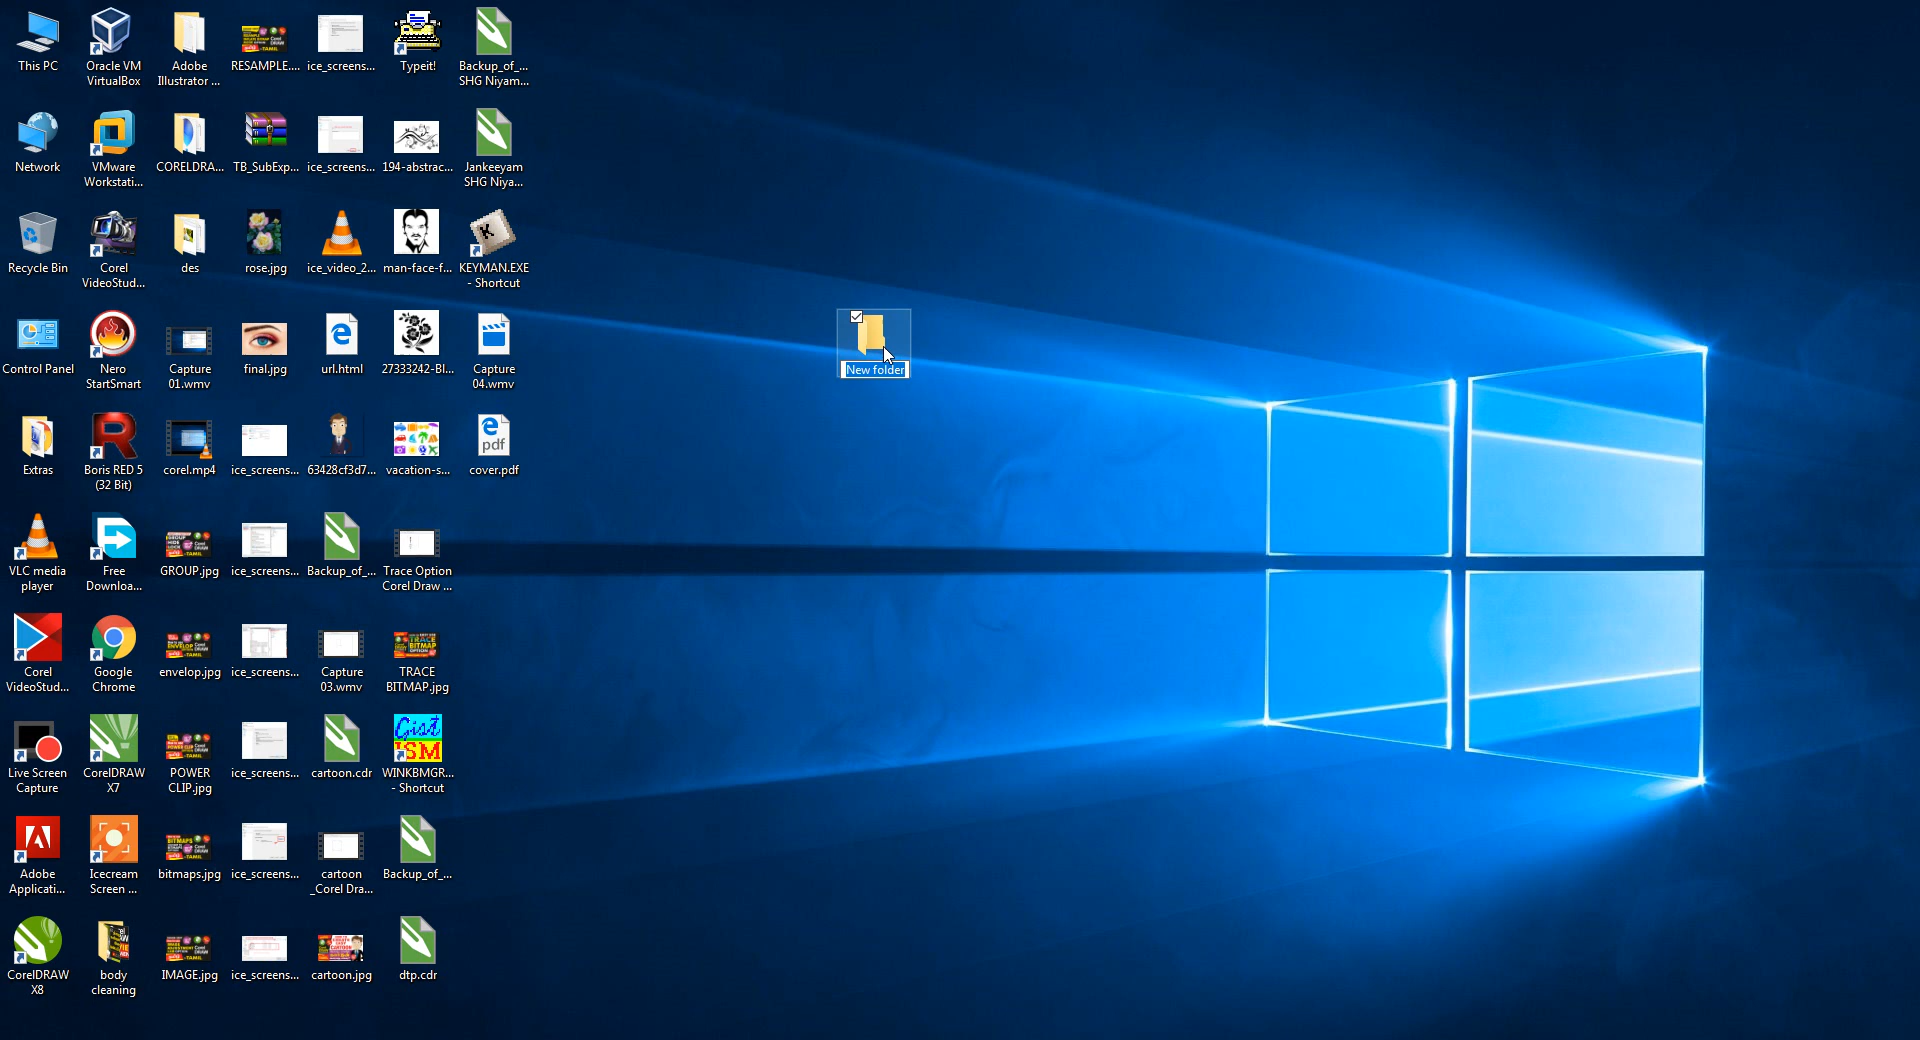 This PC
Oracle VM
VirtualBox
Adobe
Illustrator ...
RESAMPLE....
ice_screens...
Typeit!
Backup_of_...
SHG Niyam...
Network
VMware
Workstati...
CORELDRA...
TB_SubExp...
ice_screens...
194-abstrac...
Jankeeyam
SHG Niya...
Recycle Bin
Corel
VideoStud...
des
rose.jpg
ice_video_2...
man-face-f...
KEYMAN.EXE
- Shortcut
Control Panel
Nero
StartSmart
Capture
01.wmv
final.jpg
url.html
27333242-Bl...
Capture
04.wmv
New folder
Extras
Boris RED 5
(32 Bit)
corel.mp4
ice_screens...
63428cf3d7...
vacation-s...
pdf
cover.pdf
VLC media
player
Free
Downloa...
GROUP.jpg
ice_screens...
Backup_of_...
Trace Option
Corel Draw ...
Corel
VideoStud...
Google
Chrome
envelop.jpg
ice_screens...
Capture
03.wmv
TRACE
BITMAP.jpg
Live Screen
Capture
CorelDRAW
X7
POWER
CLIP.jpg
ice_screens...
cartoon.cdr
Gist
ISM
WINKBMGR...
- Shortcut
Adobe
Applicati...
Icecream
Screen ...
bitmaps.jpg
ice_screens...
cartoon
_Corel Dra...
Backup_of_...
CorelDRAW
X8
body
cleaning
IMAGE.jpg
ice_screens...
cartoon.jpg
dtp.cdr